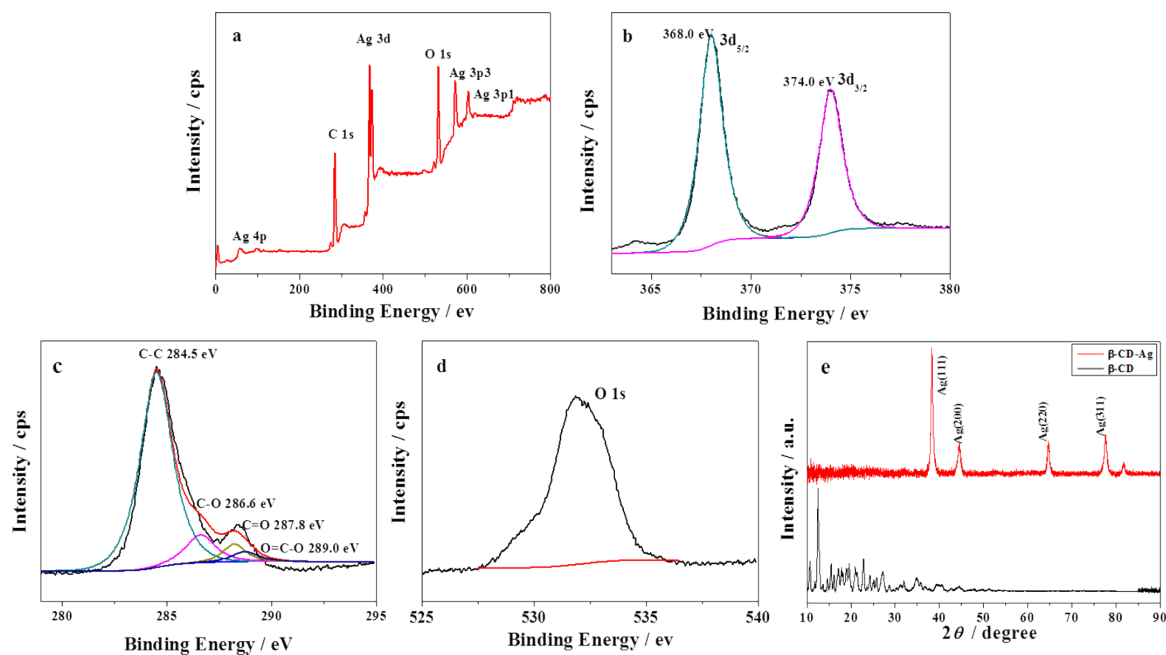 a
Ag 3d
O 1s
Ag 3p3
Ag 3p1
C 1s
Ag 4p
Intensity / cps
0 200 400 600 800
Binding Energy / ev
b
368.0 eV 3d5/2
374.0 eV 3d3/2
Intensity / cps
365 370 375 380
Binding Energy / ev
c
C-C 284.5 eV
C-O 286.6 eV
C=O 287.8 eV
O=C-O 289.0 eV
Intensity / cps
280 285 290 295
Binding Energy / eV
d
O 1s
Intensity / cps
525 530 535 540
Binding Energy / eV
e
β-CD-Ag
β-CD
Ag(111)
Ag(200)
Ag(220)
Ag(311)
Intensity / a.u.
10 20 30 40 50 60 70 80 90
2θ / degree